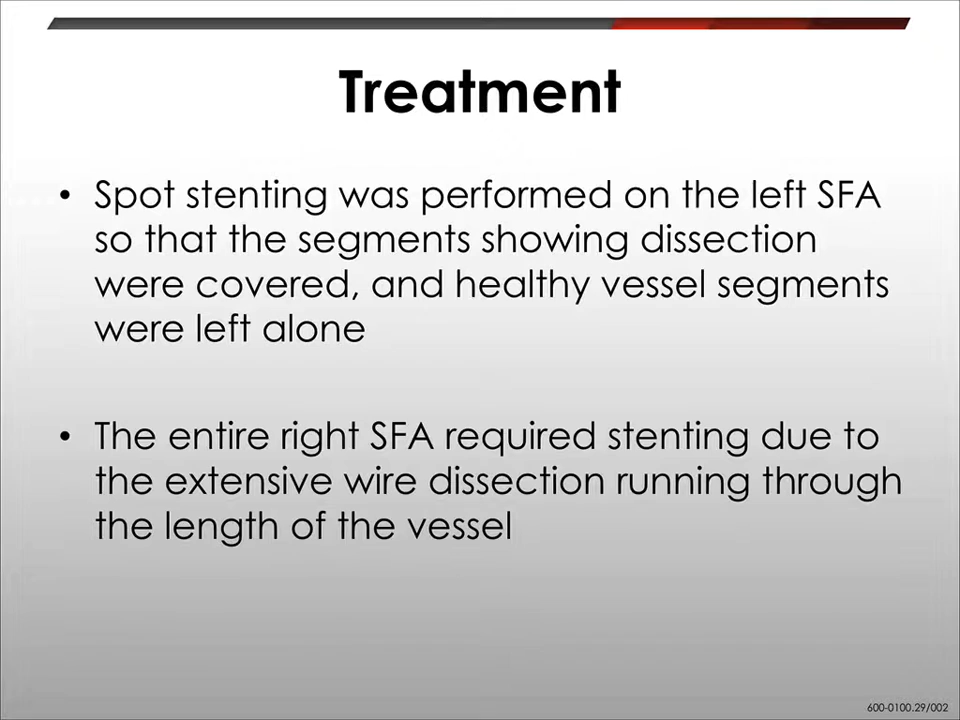 Treatment
• Spot stenting was performed on the left SFA
so that the segments showing dissection
were covered, and healthy vessel segments
were left alone
• The entire right SFA required stenting due to
the extensive wire dissection running through
the length of the vessel
600-0100.29/002